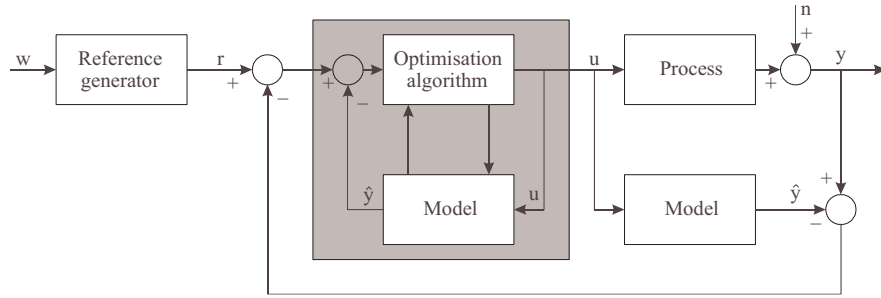 n
w
Reference
generator
r
+
−
+
−
Optimisation
algorithm
u
Process
+
+
y
ŷ
Model
u
Model
ŷ
+
−